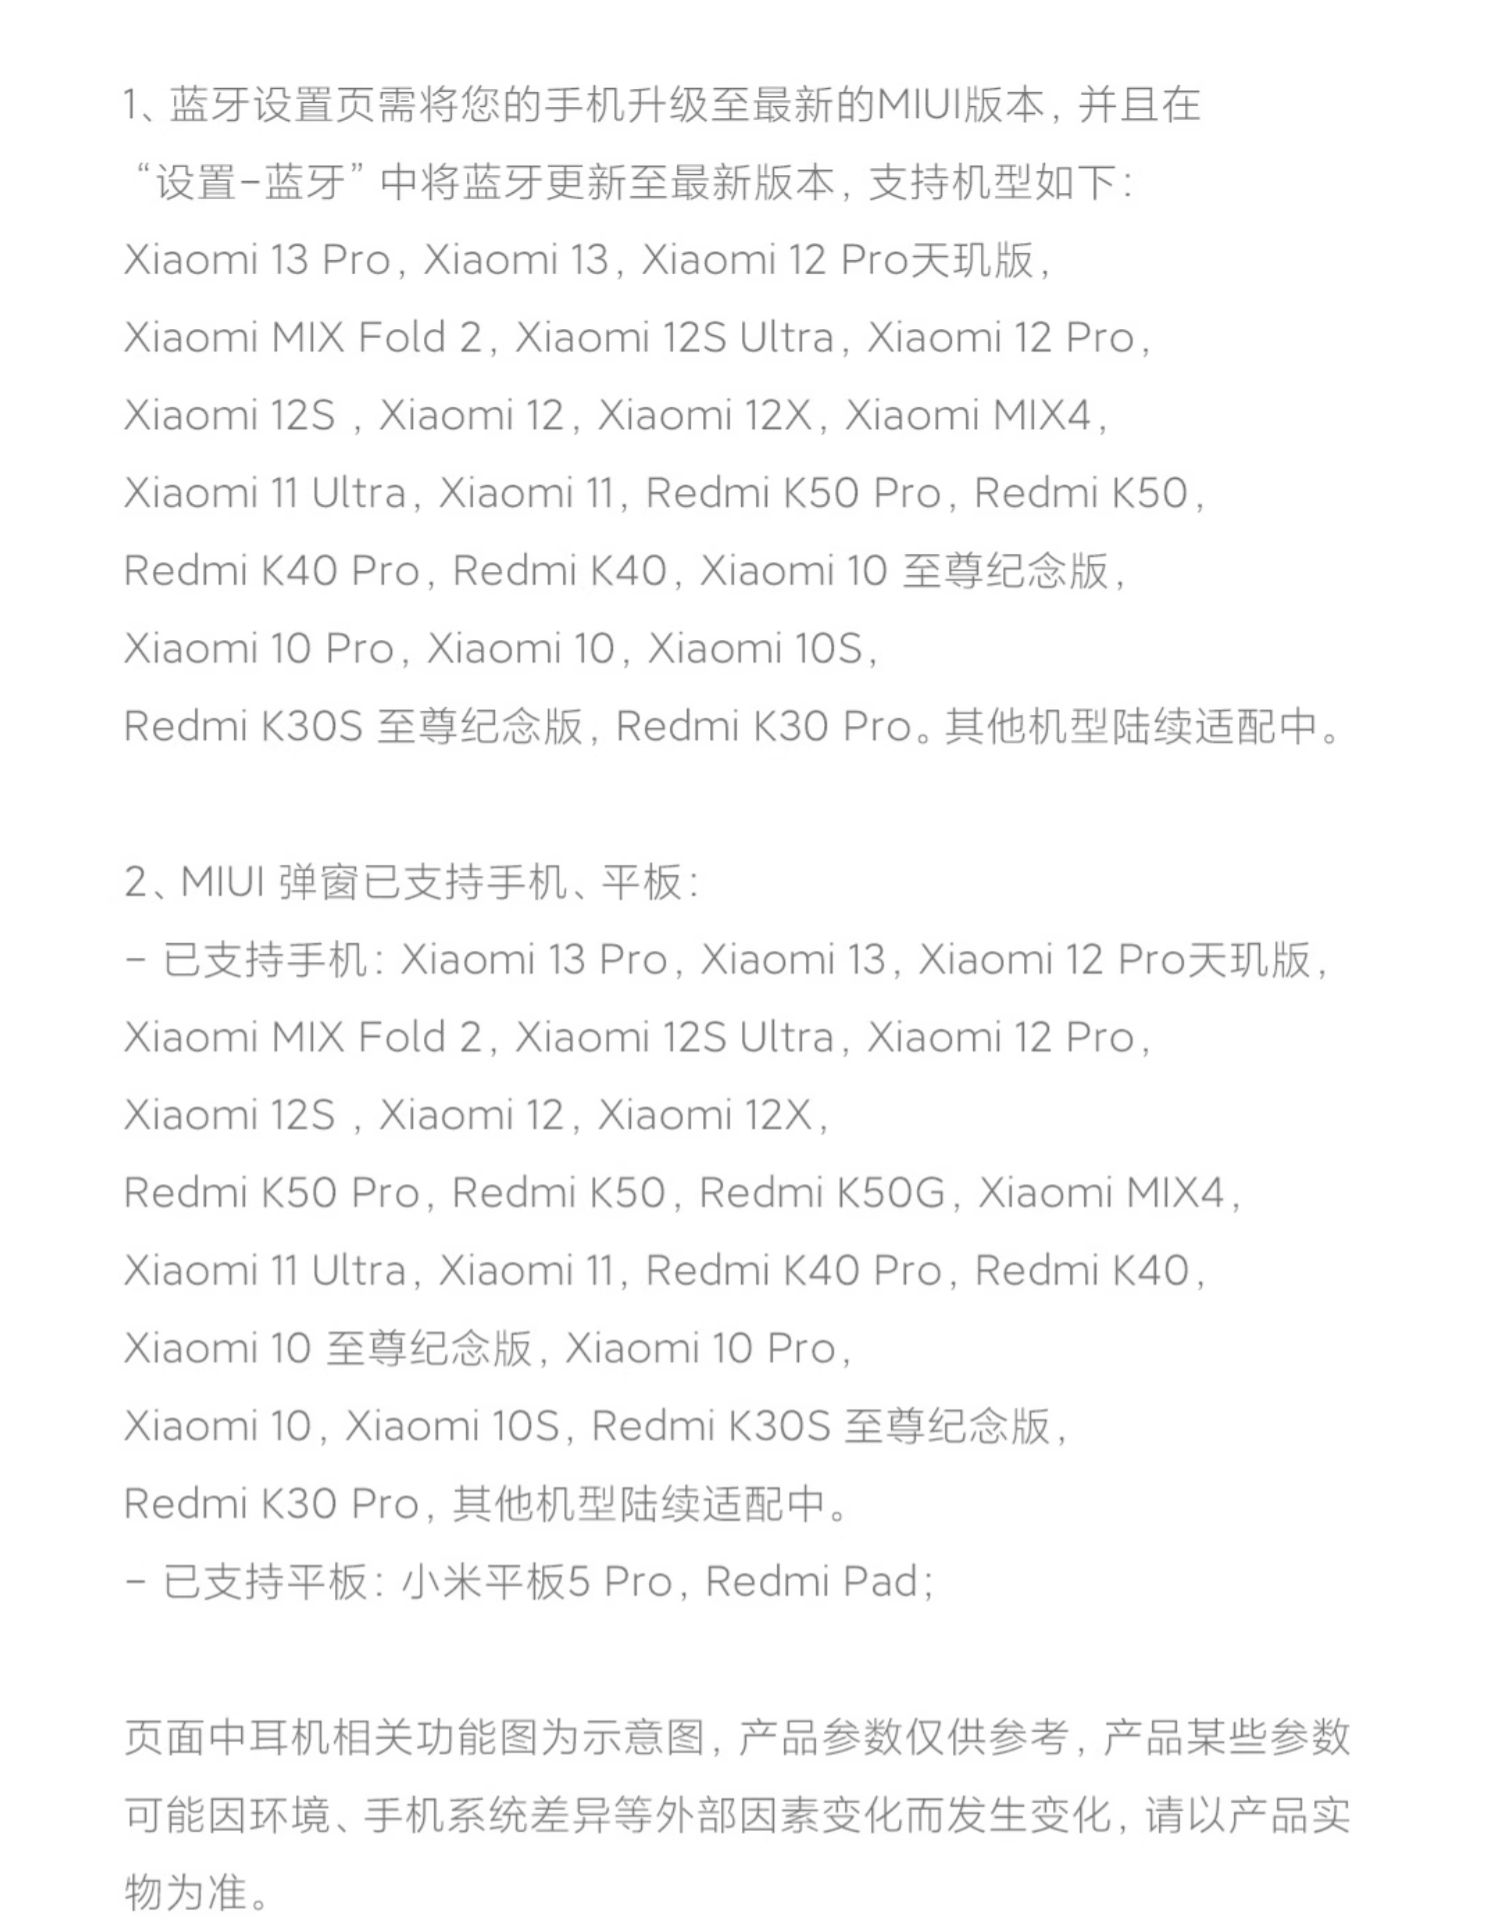 1、蓝牙设置页需将您的手机升级至最新的MIUI版本，并且在
“设置-蓝牙”中将蓝牙更新至最新版本，支持机型如下：
Xiaomi 13 Pro，Xiaomi 13，Xiaomi 12 Pro天玑版，
Xiaomi MIX Fold 2，Xiaomi 12S Ultra，Xiaomi 12 Pro，
Xiaomi 12S ，Xiaomi 12，Xiaomi 12X，Xiaomi MIX4，
Xiaomi 11 Ultra，Xiaomi 11，Redmi K50 Pro，Redmi K50，
Redmi K40 Pro，Redmi K40，Xiaomi 10 至尊纪念版，
Xiaomi 10 Pro，Xiaomi 10，Xiaomi 10S，
Redmi K30S 至尊纪念版，Redmi K30 Pro。其他机型陆续适配中。
2、MIUI 弹窗已支持手机、平板：
- 已支持手机：Xiaomi 13 Pro，Xiaomi 13，Xiaomi 12 Pro天玑版，
Xiaomi MIX Fold 2，Xiaomi 12S Ultra，Xiaomi 12 Pro，
Xiaomi 12S ，Xiaomi 12，Xiaomi 12X，
Redmi K50 Pro，Redmi K50，Redmi K50G，Xiaomi MIX4，
Xiaomi 11 Ultra，Xiaomi 11，Redmi K40 Pro，Redmi K40，
Xiaomi 10 至尊纪念版，Xiaomi 10 Pro，
Xiaomi 10，Xiaomi 10S，Redmi K30S 至尊纪念版，
Redmi K30 Pro，其他机型陆续适配中。
- 已支持平板：小米平板5 Pro，Redmi Pad；
页面中耳机相关功能图为示意图，产品参数仅供参考，产品某些参数
可能因环境、手机系统差异等外部因素变化而发生变化，请以产品实
物为准。